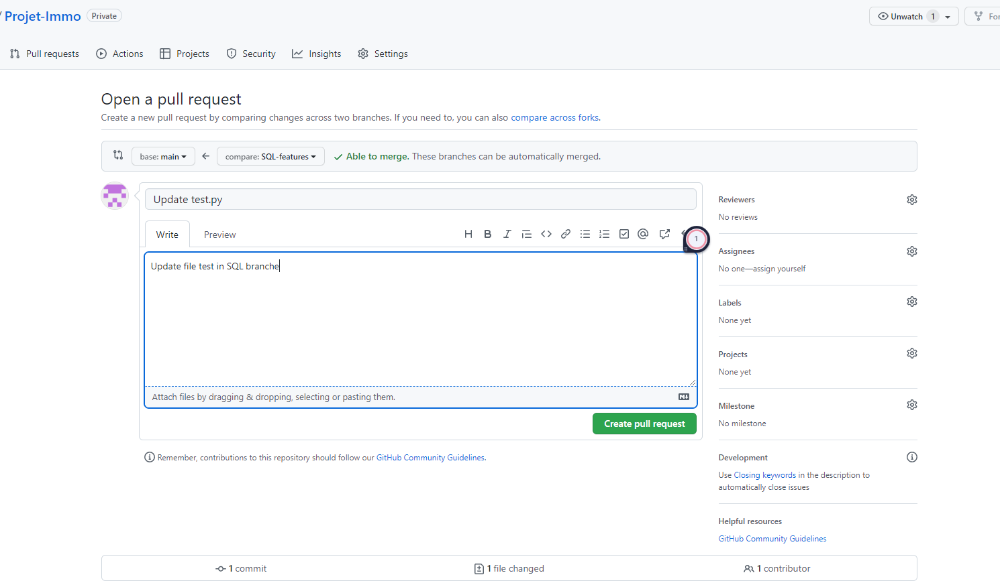 / Projet-Immo Private
Unwatch 1
Pull requests Actions Projects Security Insights Settings
Open a pull request
Create a new pull request by comparing changes across two branches. If you need to, you can also compare across forks.
base: main compare: SQL-features Able to merge. These branches can be automatically merged.
Update test.py
Write Preview
1
Update file test in SQL branche
Attach files by dragging & dropping, selecting or pasting them.
Create pull request
Remember, contributions to this repository should follow our GitHub Community Guidelines.
Reviewers
No reviews
Assignees
No one—assign yourself
Labels
None yet
Projects
None yet
Milestone
No milestone
Development
Use Closing keywords in the description to
automatically close issues
Helpful resources
GitHub Community Guidelines
1 commit 1 file changed 1 contributor